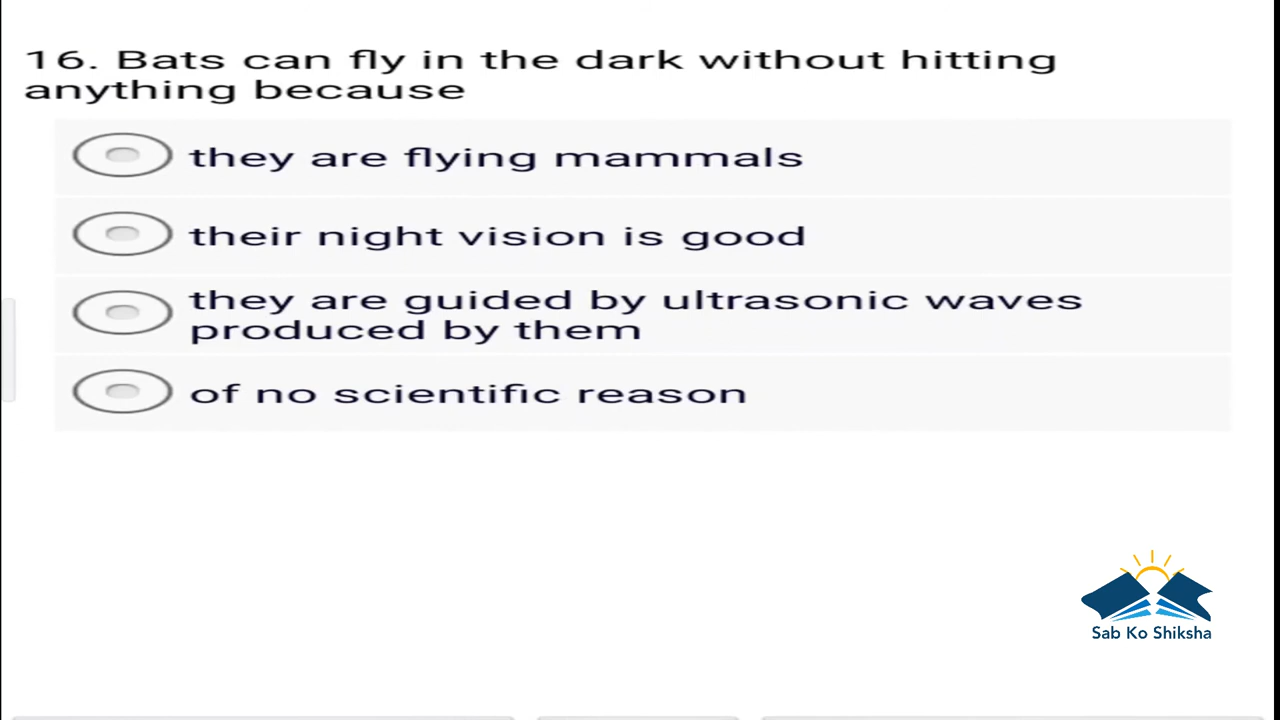 16. Bats can fly in the dark without hitting
anything because
they are flying mammals
their night vision is good
they are guided by ultrasonic waves
produced by them
of no scientific reason
Sab Ko Shiksha